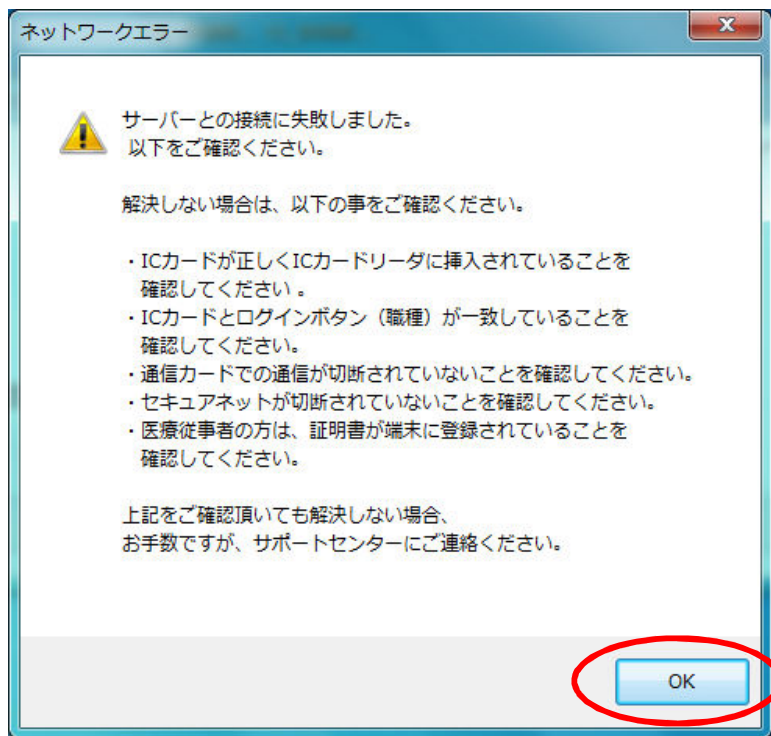 ネットワークエラー
サーバーとの接続に失敗しました。
以下をご確認ください。
解決しない場合は、以下の事をご確認ください。
・ICカードが正しくICカードリーダに挿入されていることを
確認してください 。
・ICカードとログインボタン（職種）が一致していることを
確認してください。
・通信カードでの通信が切断されていないことを確認してください。
・セキュアネットが切断されていないことを確認してください。
・医療従事者の方は、証明書が端末に登録されていることを
確認してください。
上記をご確認頂いても解決しない場合、
お手数ですが、サポートセンターにご連絡ください。
OK